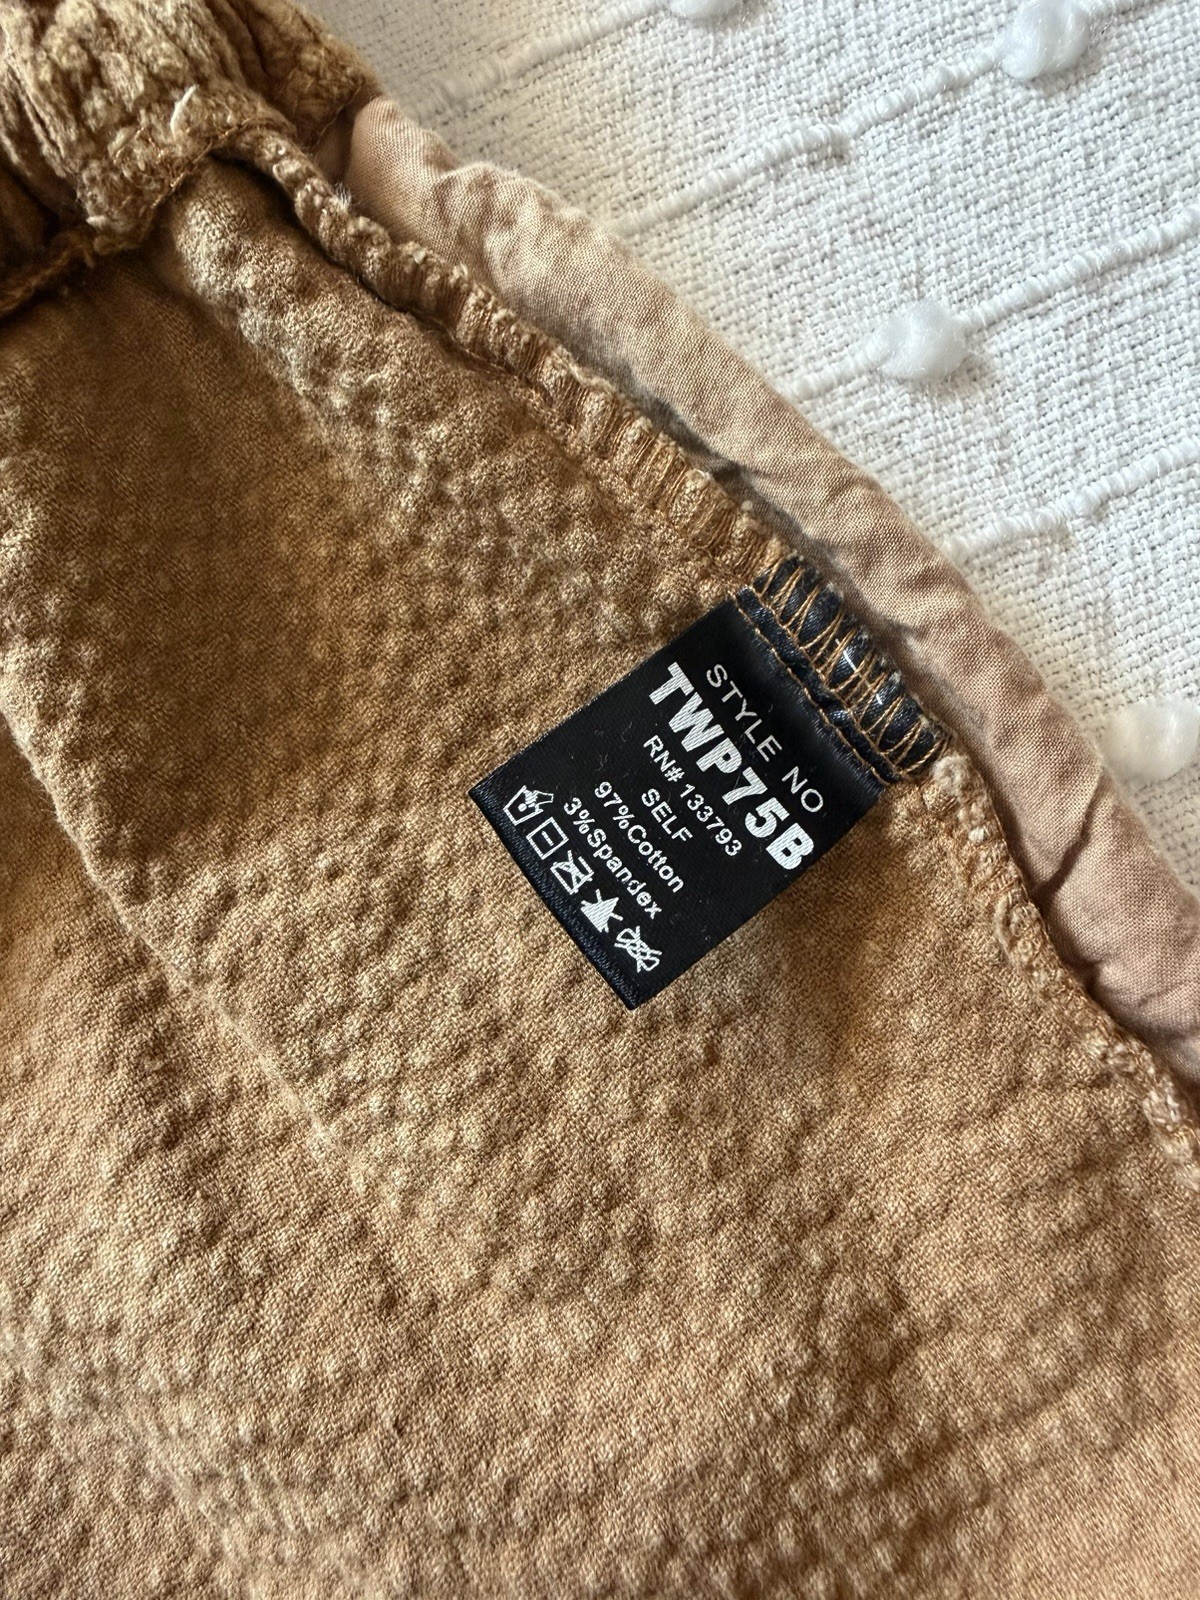 STYLE NO
TWP75B
RN# 133793
SELF
97%Cotton
3%Spandex